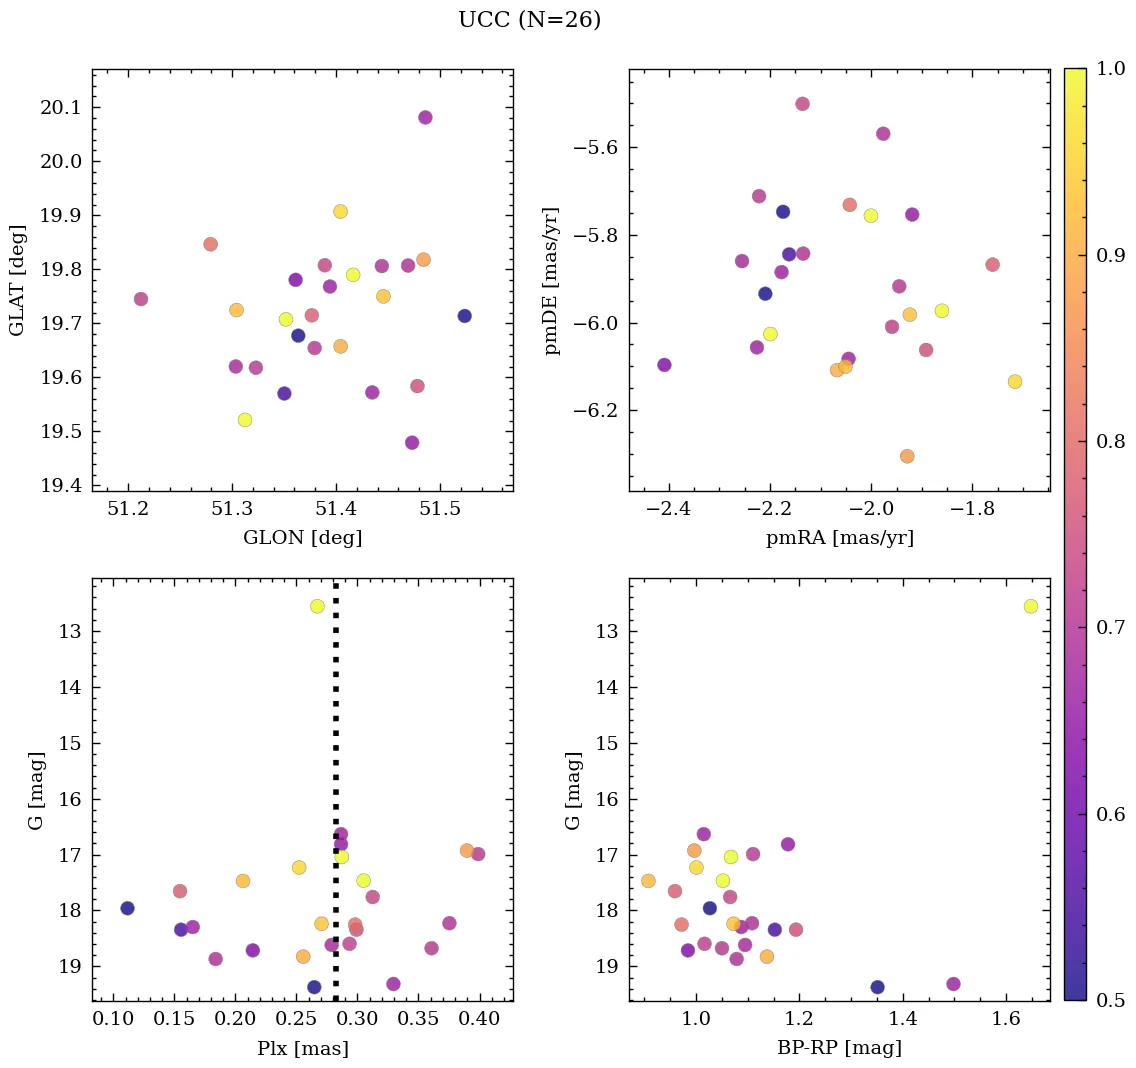 UCC (N=26)
20.1
20.0
19.9
19.8
19.7
19.6
19.5
19.4
GLAT [deg]
51.2 51.3 51.4 51.5
GLON [deg]
−5.6
−5.8
−6.0
−6.2
pmDE [mas/yr]
−2.4 −2.2 −2.0 −1.8
pmRA [mas/yr]
13
14
15
16
17
18
19
G [mag]
0.10 0.15 0.20 0.25 0.30 0.35 0.40
Plx [mas]
13
14
15
16
17
18
19
G [mag]
1.0 1.2 1.4 1.6
BP-RP [mag]
1.0
0.9
0.8
0.7
0.6
0.5